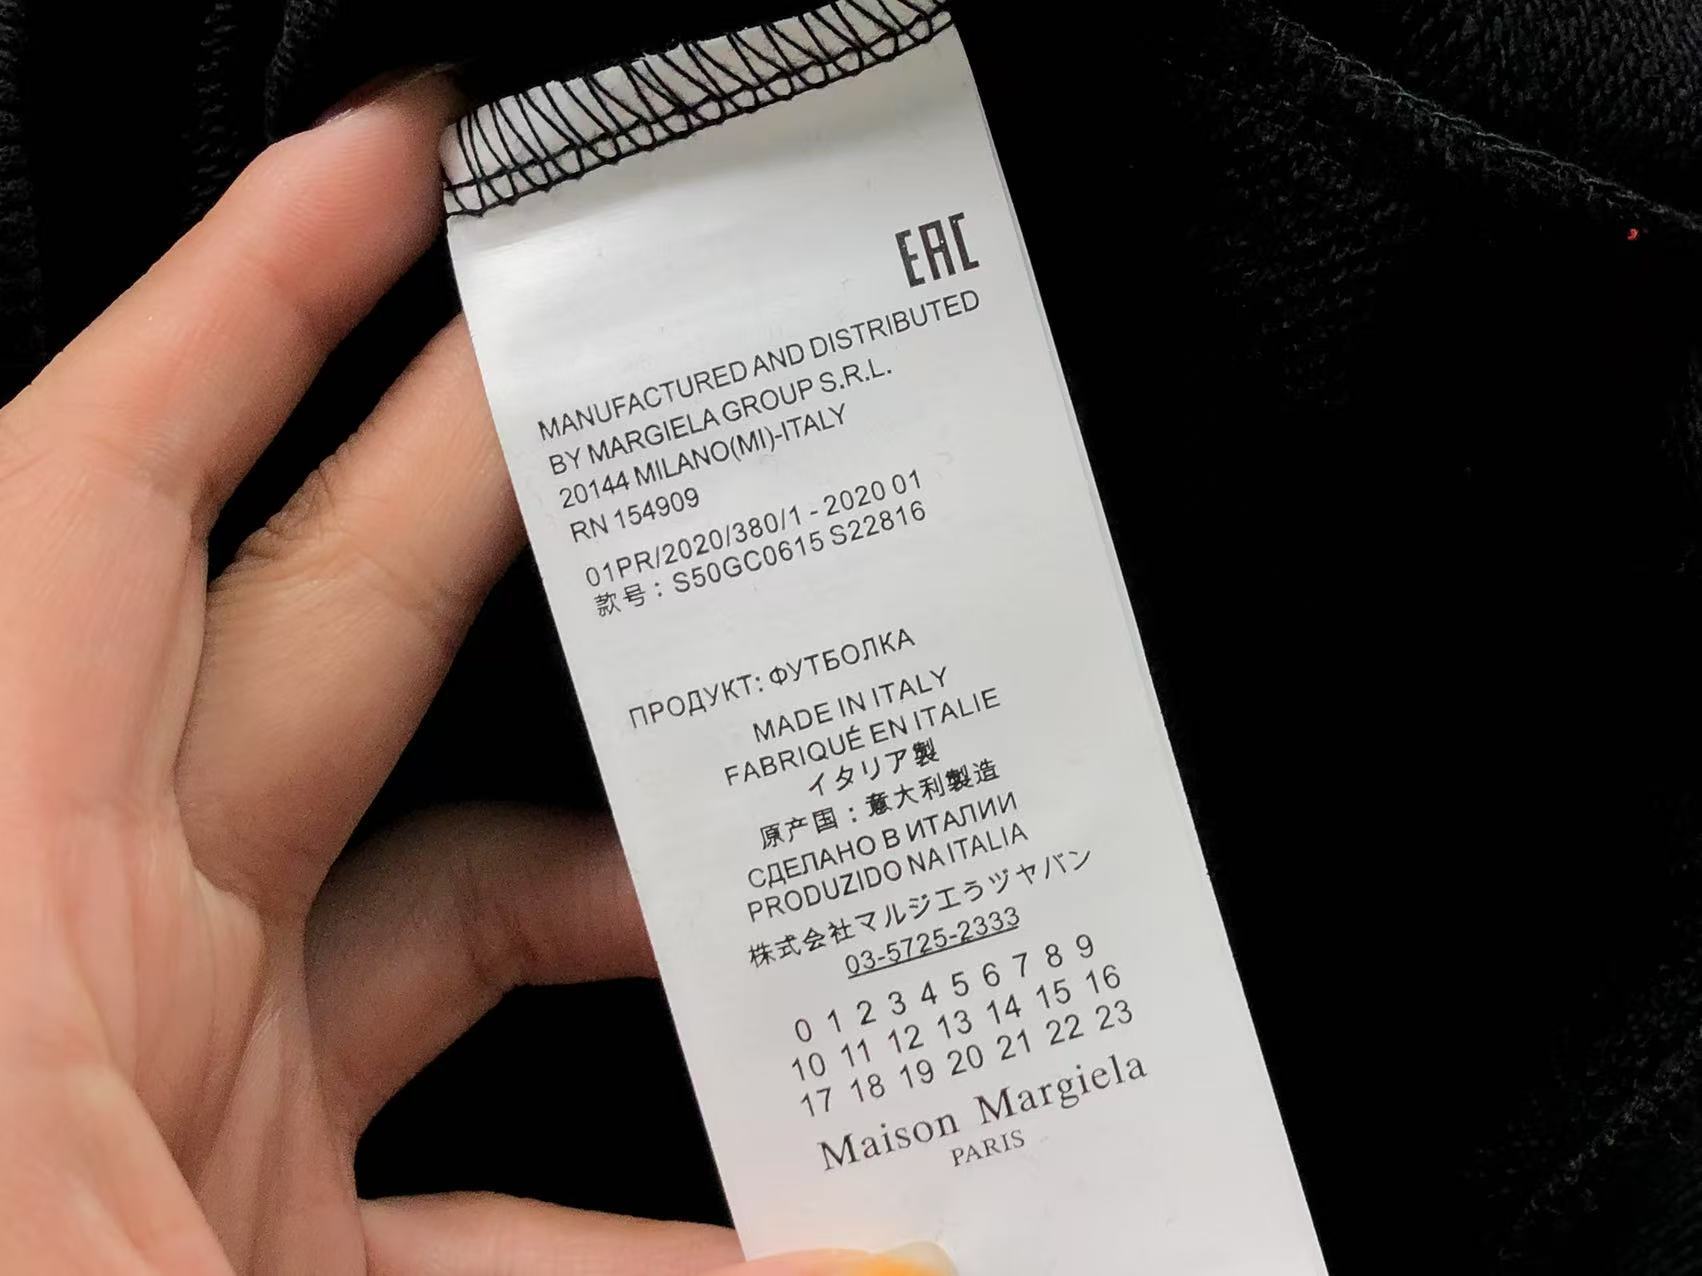 EAC
MANUFACTURED AND DISTRIBUTED
BY MARGIELA GROUP S.R.L.
20144 MILANO(MI)-ITALY
RN 154909
01PR/2020/380/1 - 2020 01
款号：S50GC0615 S22816
ПРОДУКТ: ФУТБОЛКА
MADE IN ITALY
FABRIQUÉ EN ITALIE
イタリア製
原产国：意大利製造
СДЕЛАНО В ИТАЛИИ
PRODUZIDO NA ITALIA
株式会社マルジエうヅヤバン
03-5725-2333
0 1 2 3 4 5 6 7 8 9
10 11 12 13 14 15 16
17 18 19 20 21 22 23
Maison Margiela
PARIS